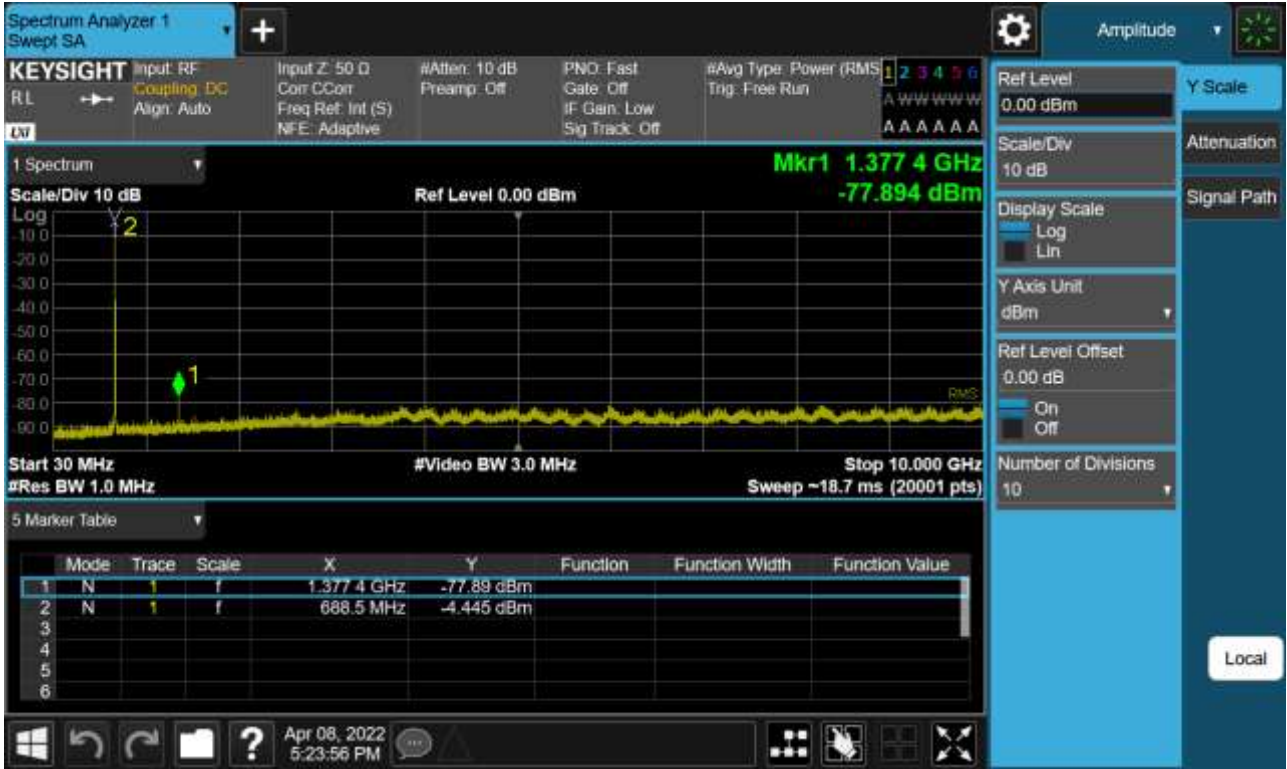 Spectrum Analyzer 1
Swept SA
+
Amplitude
KEYSIGHT
RL
LXI
Input: RF
Coupling: DC
Align: Auto
Input Z: 50 Ω
Corr CCorr
Freq Ref: Int (S)
NFE: Adaptive
#Atten: 10 dB
Preamp: Off
PNO: Fast
Gate: Off
IF Gain: Low
Sig Track: Off
#Avg Type: Power (RMS
Trig: Free Run
1 2 3 4 5 6
A W W W W W
A A A A A A
1 Spectrum
Mkr1 1.377 4 GHz
-77.894 dBm
Scale/Div 10 dB
Ref Level 0.00 dBm
Log
-10.0
-20.0
-30.0
-40.0
-50.0
-60.0
-70.0
-80.0
-90.0
2
1
RMS
Start 30 MHz
#Video BW 3.0 MHz
Stop 10.000 GHz
#Res BW 1.0 MHz
Sweep ~18.7 ms (20001 pts)
5 Marker Table
Mode Trace Scale X Y Function Function Width Function Value
1 N 1 f 1.377 4 GHz -77.89 dBm
2 N 1 f 688.5 MHz -4.445 dBm
3
4
5
6
Ref Level
0.00 dBm
Scale/Div
10 dB
Display Scale
Log
Lin
Y Axis Unit
dBm
Ref Level Offset
0.00 dB
On
Off
Number of Divisions
10
Y Scale
Attenuation
Signal Path
Local
?
Apr 08, 2022
5:23:56 PM